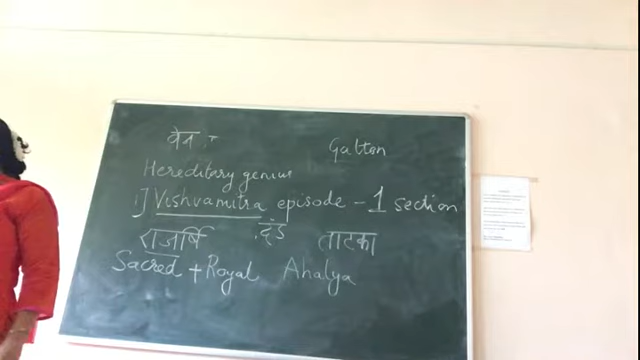 वेन Galton
Hereditary genius
1] Vishvamitra episode - 1 section
राजर्षि दंड ताटका
Sacred + Royal Ahalya